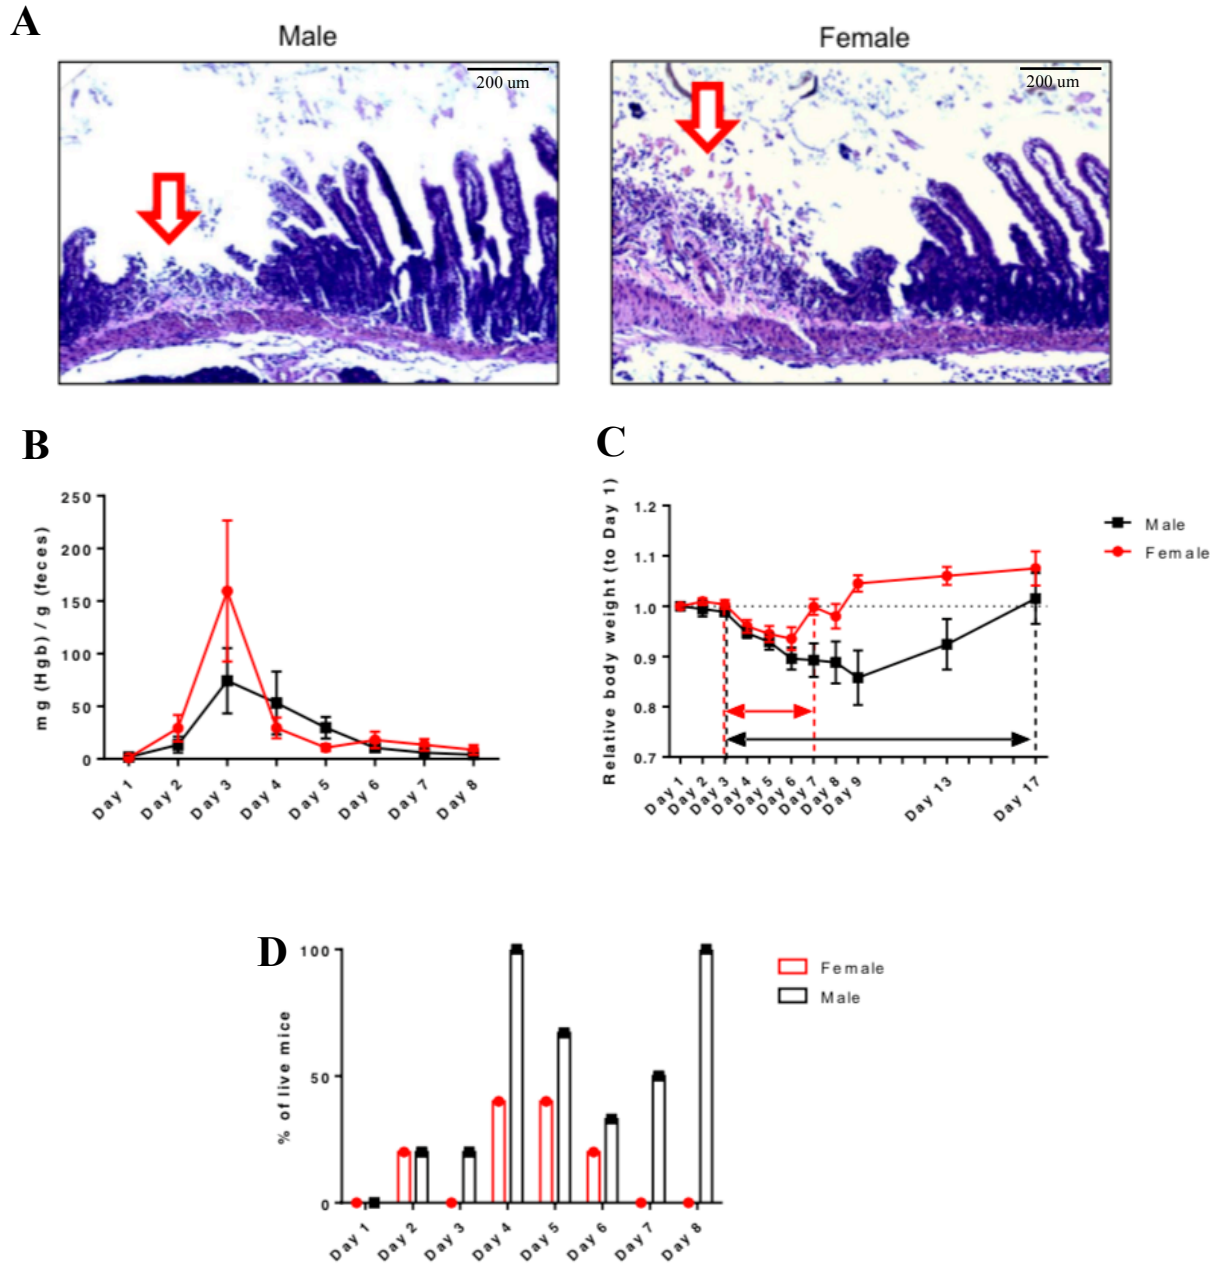 A
Male
Female
200 um
200 um
B
C
mg (Hgb) / g (feces)
250
200
150
100
50
0
Day 1
Day 2
Day 3
Day 4
Day 5
Day 6
Day 7
Day 8
Relative body weight (to Day 1)
1.2
1.1
1.0
0.9
0.8
0.7
Day 1
Day 2
Day 3
Day 4
Day 5
Day 6
Day 7
Day 8
Day 9
Day 13
Day 17
Male
Female
D
% of live mice
100
50
0
Day 1
Day 2
Day 3
Day 4
Day 5
Day 6
Day 7
Day 8
Female
Male